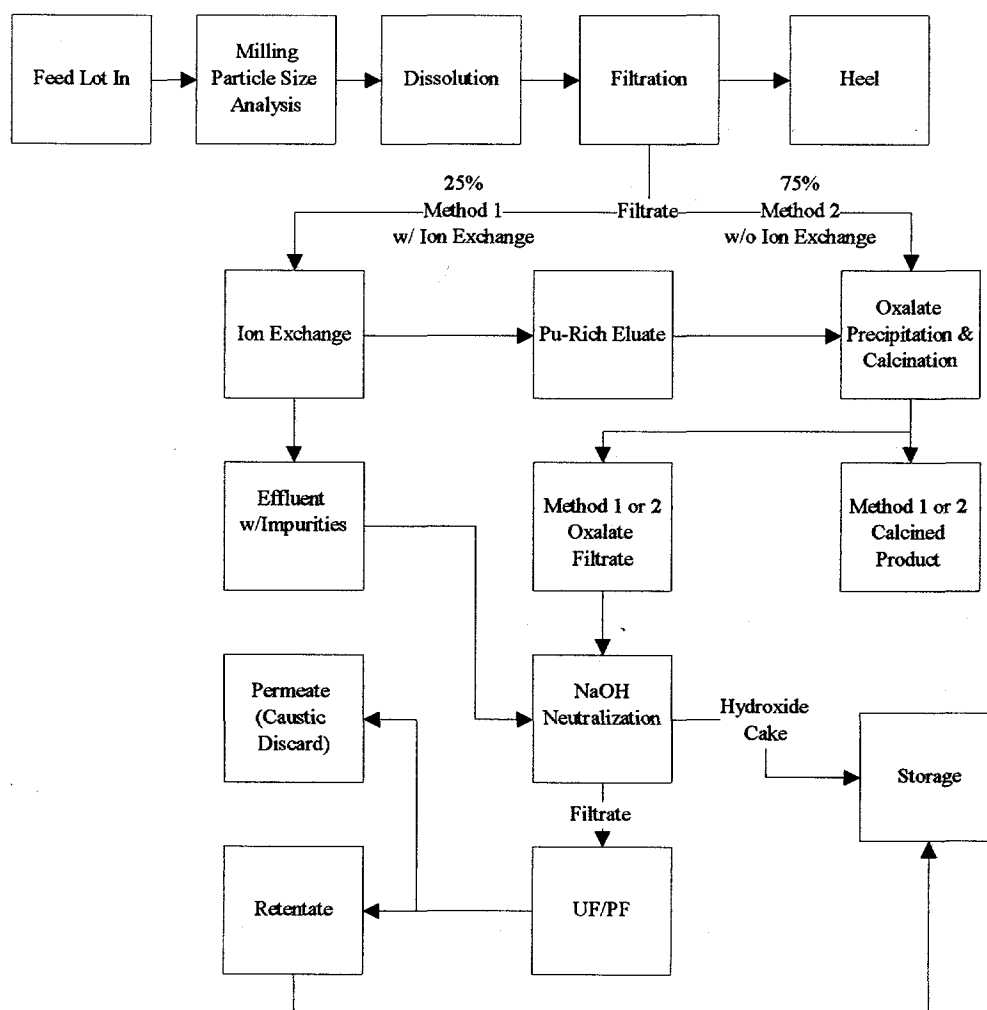 Feed Lot In
Milling
Particle Size
Analysis
Dissolution
Filtration
Heel
25%
Method 1
w/ Ion Exchange
Filtrate
75%
Method 2
w/o Ion Exchange
Ion Exchange
Pu-Rich Eluate
Oxalate
Precipitation &
Calcination
Effluent
w/Impurities
Method 1 or 2
Oxalate
Filtrate
Method 1 or 2
Calcined
Product
Permeate
(Caustic
Discard)
NaOH
Neutralization
Hydroxide
Cake
Storage
Filtrate
Retentate
UF/PF